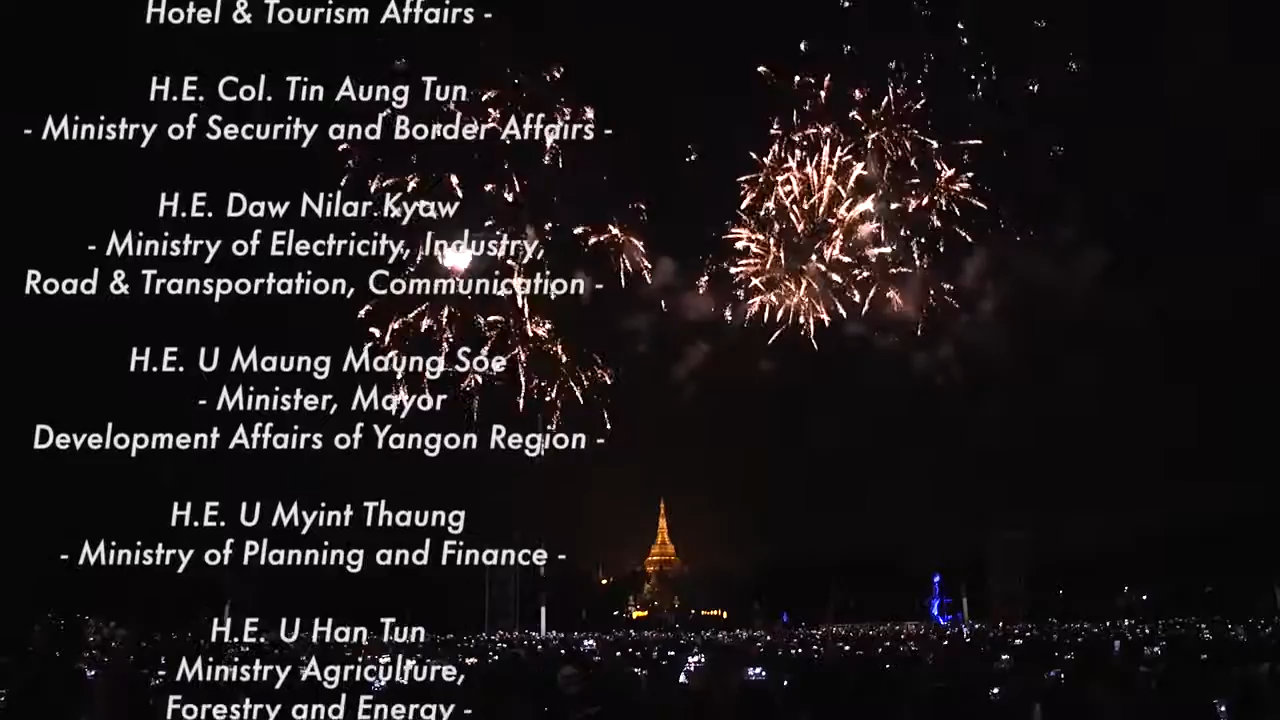 Hotel & Tourism Affairs -
H.E. Col. Tin Aung Tun
- Ministry of Security and Border Affairs -
H.E. Daw Nilar Kyaw
- Ministry of Electricity, Industry,
Road & Transportation, Communication -
H.E. U Maung Maung Soe
- Minister, Mayor
Development Affairs of Yangon Region -
H.E. U Myint Thaung
- Ministry of Planning and Finance -
H.E. U Han Tun
- Ministry Agriculture,
Forestry and Energy -